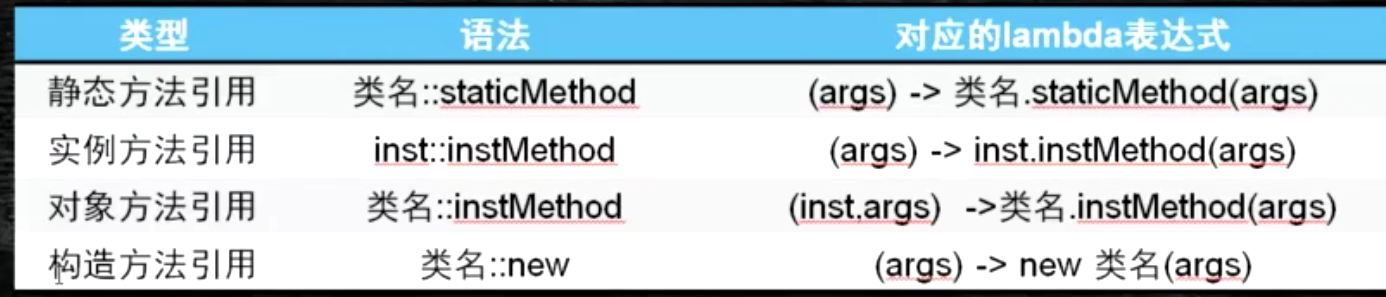 类型 语法 对应的lambda表达式
静态方法引用 类名::staticMethod (args) -> 类名.staticMethod(args)
实例方法引用 inst::instMethod (args) -> inst.instMethod(args)
对象方法引用 类名::instMethod (inst,args) ->类名.instMethod(args)
构造方法引用 类名::new (args) -> new 类名(args)